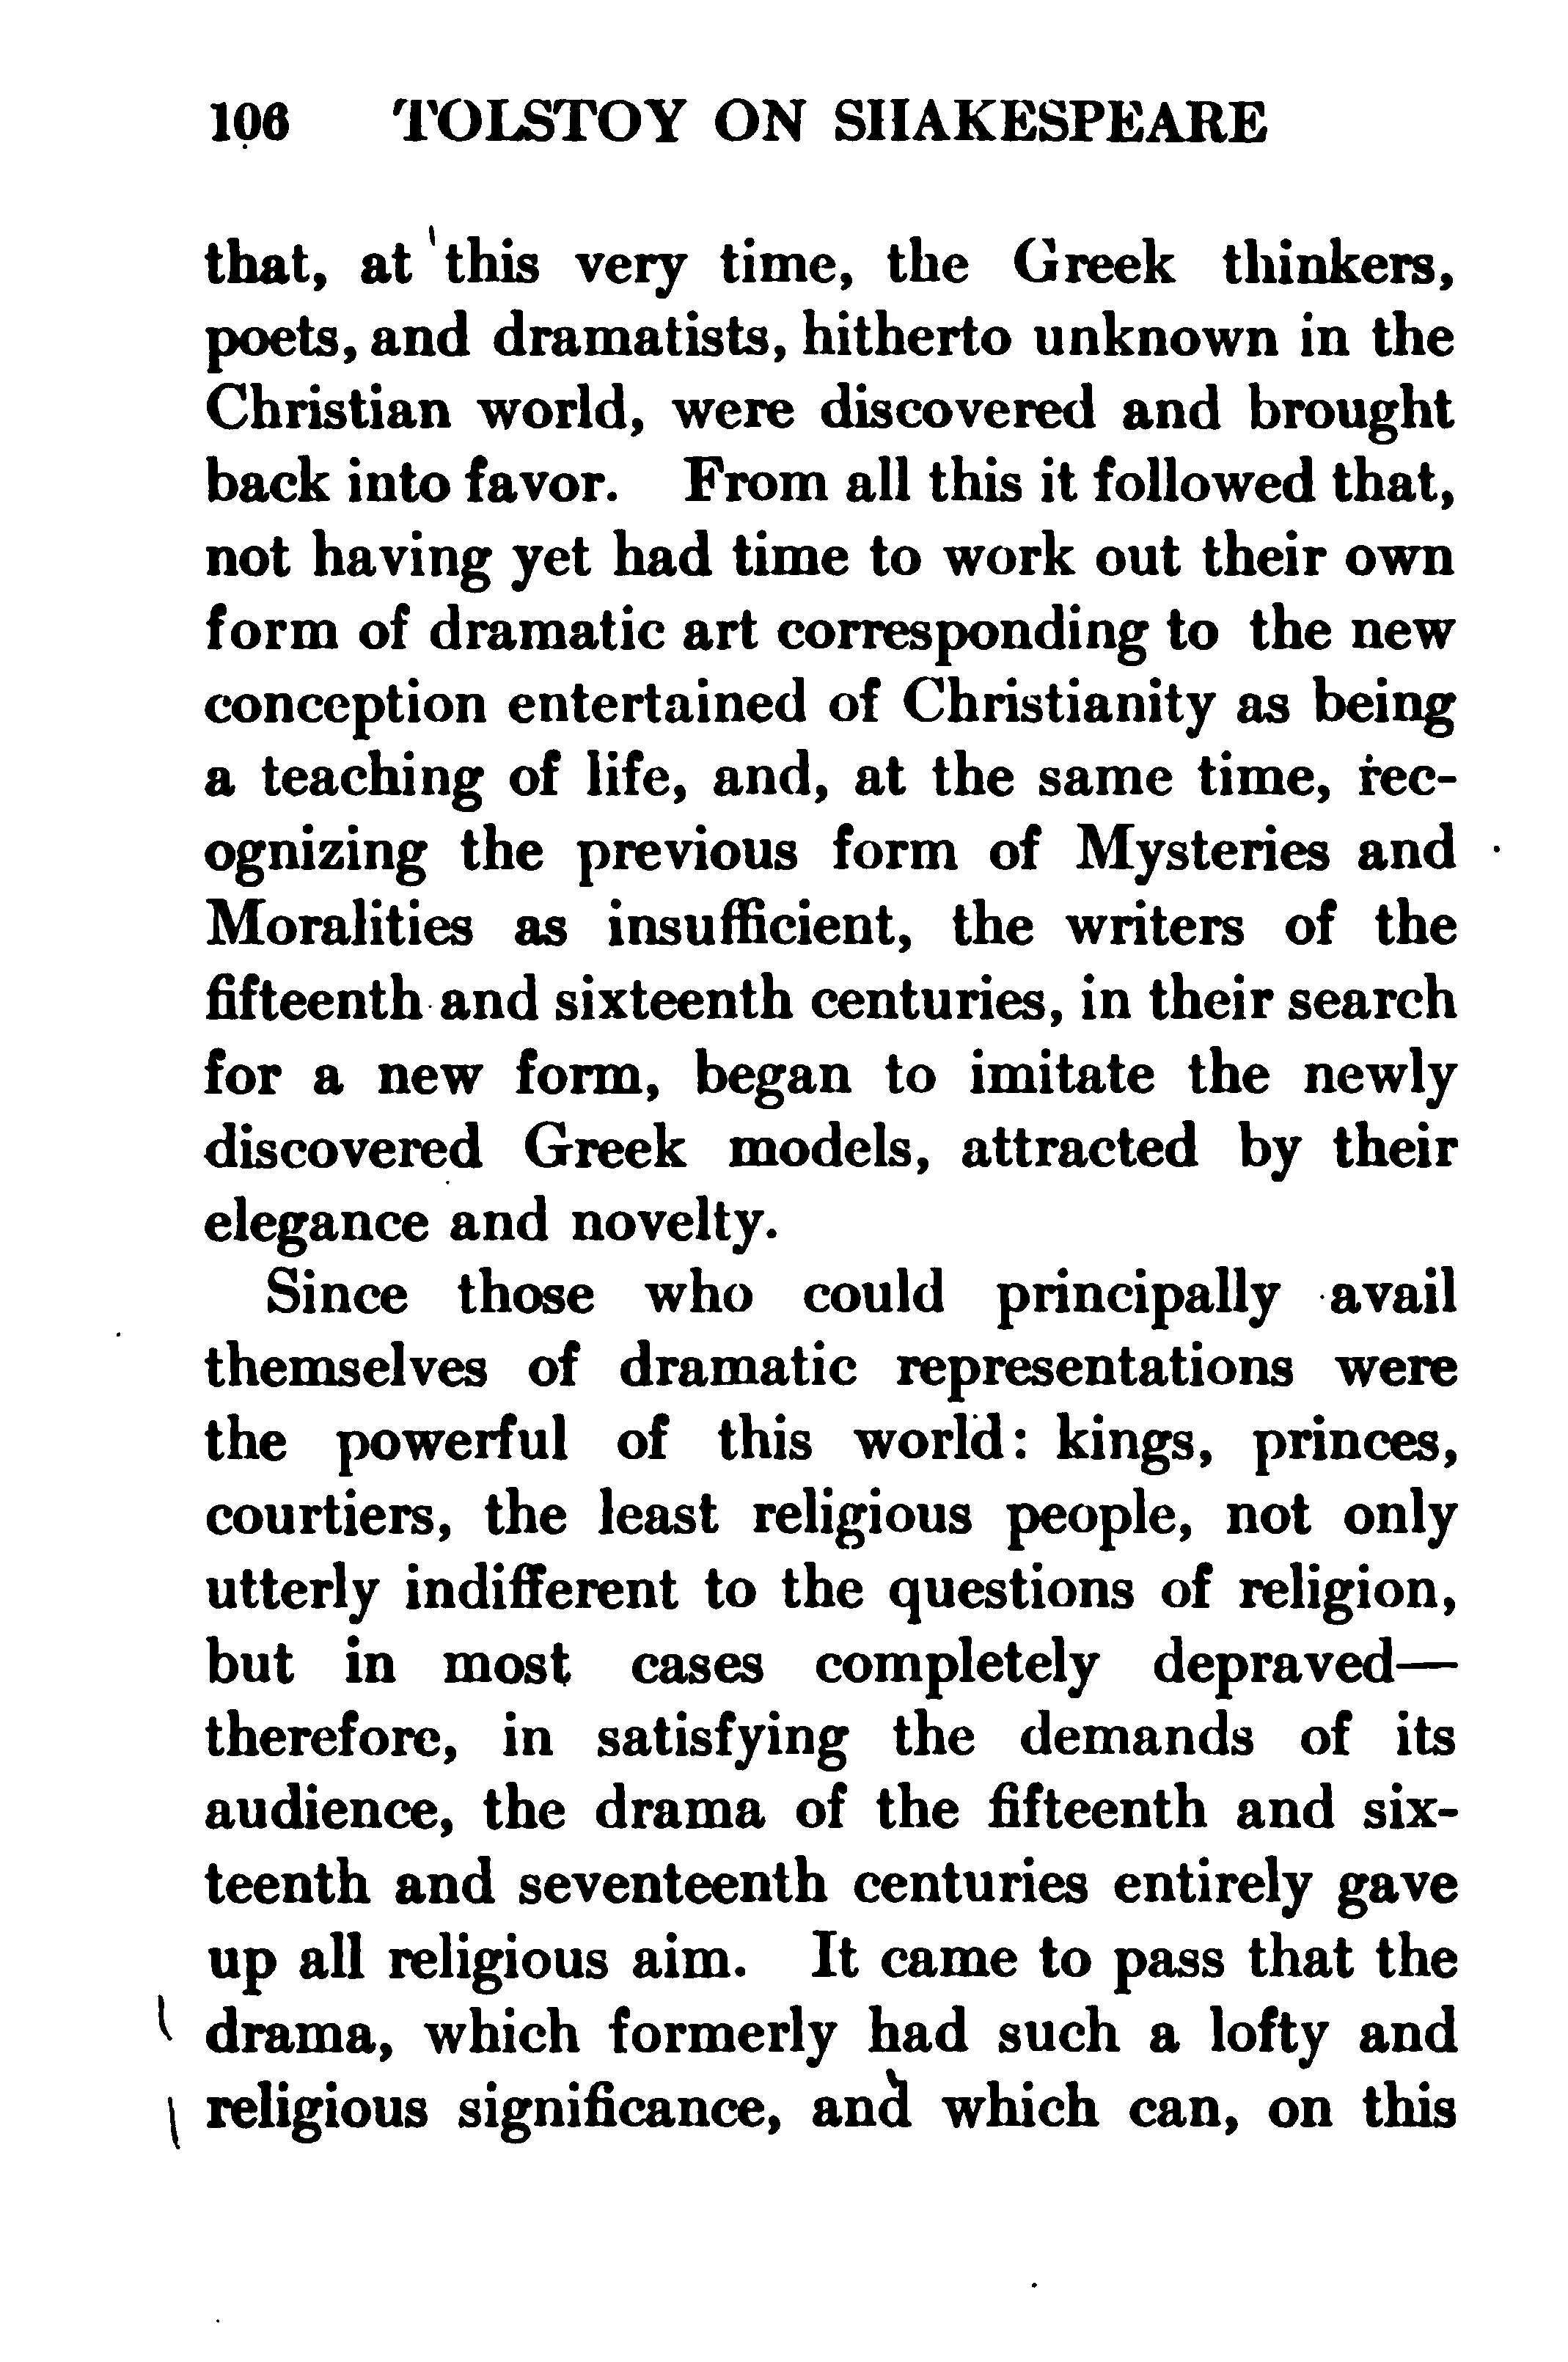 106 TOLSTOY ON SHAKESPEARE
that, at this very time, the Greek thinkers,
poets, and dramatists, hitherto unknown in the
Christian world, were discovered and brought
back into favor. From all this it followed that,
not having yet had time to work out their own
form of dramatic art corresponding to the new
conception entertained of Christianity as being
a teaching of life, and, at the same time, rec-
ognizing the previous form of Mysteries and
Moralities as insufficient, the writers of the
fifteenth and sixteenth centuries, in their search
for a new form, began to imitate the newly
discovered Greek models, attracted by their
elegance and novelty.
Since those who could principally avail
themselves of dramatic representations were
the powerful of this world: kings, princes,
courtiers, the least religious people, not only
utterly indifferent to the questions of religion,
but in most cases completely depraved—
therefore, in satisfying the demands of its
audience, the drama of the fifteenth and six-
teenth and seventeenth centuries entirely gave
up all religious aim. It came to pass that the
drama, which formerly had such a lofty and
religious significance, and which can, on this